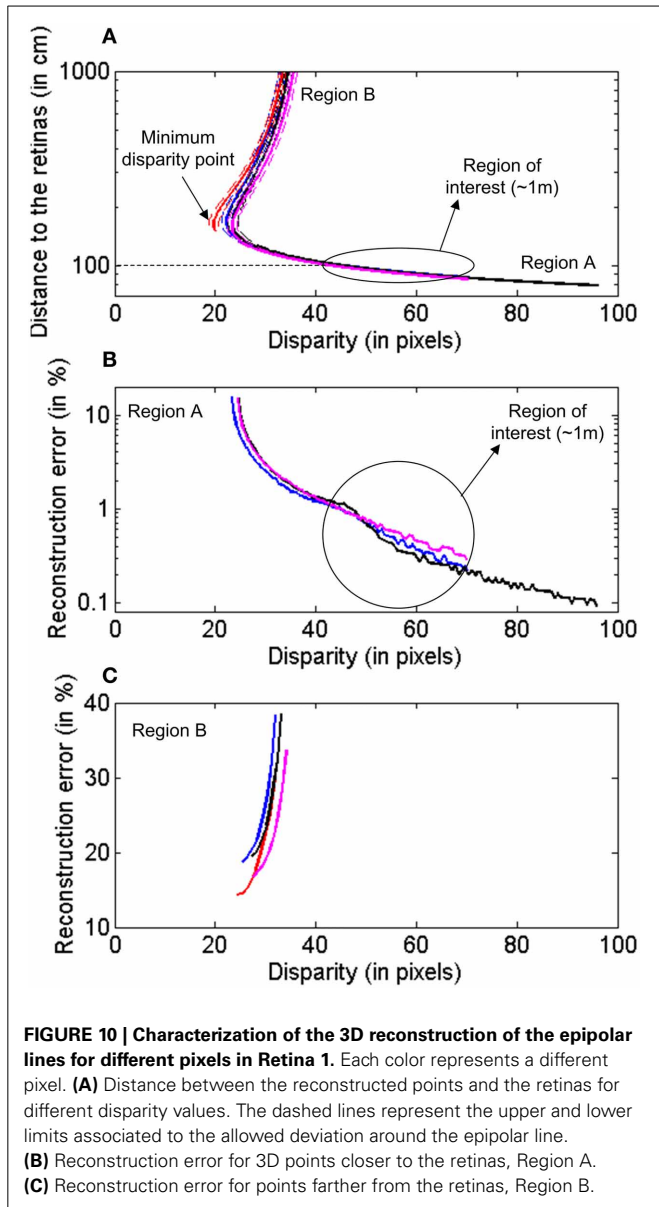 A
Distance to the retinas (in cm)
1000
100
Region B
Minimum
disparity point
Region of
interest (~1m)
Region A
0 20 40 60 80 100
Disparity (in pixels)
B
Reconstruction error (in %)
10
1
0.1
Region A
Region of
interest (~1m)
0 20 40 60 80 100
Disparity (in pixels)
C
Reconstruction error (in %)
40
30
20
10
Region B
0 20 40 60 80 100
Disparity (in pixels)
FIGURE 10 | Characterization of the 3D reconstruction of the epipolar
lines for different pixels in Retina 1. Each color represents a different
pixel. (A) Distance between the reconstructed points and the retinas for
different disparity values. The dashed lines represent the upper and lower
limits associated to the allowed deviation around the epipolar line.
(B) Reconstruction error for 3D points closer to the retinas, Region A.
(C) Reconstruction error for points farther from the retinas, Region B.